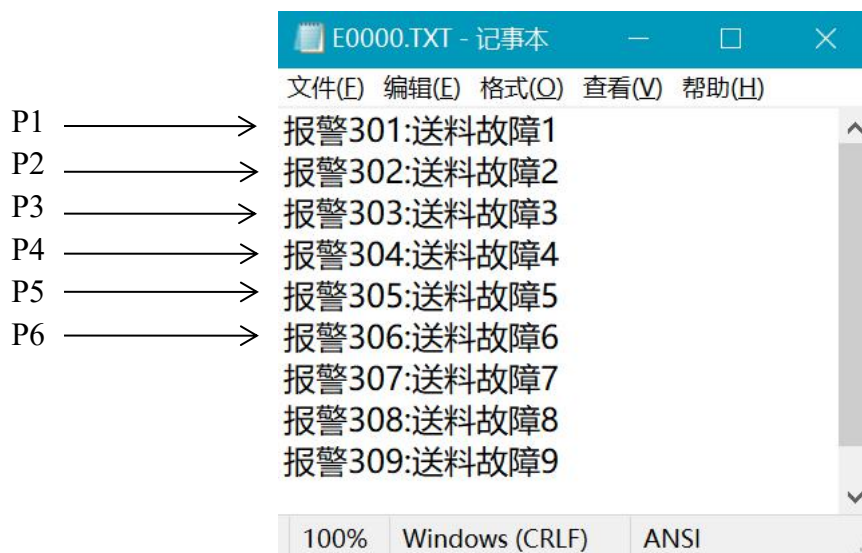 E0000.TXT - 记事本
文件(F) 编辑(E) 格式(O) 查看(V) 帮助(H)
P1 报警301:送料故障1
P2 报警302:送料故障2
P3 报警303:送料故障3
P4 报警304:送料故障4
P5 报警305:送料故障5
P6 报警306:送料故障6
报警307:送料故障7
报警308:送料故障8
报警309:送料故障9
100% Windows (CRLF) ANSI